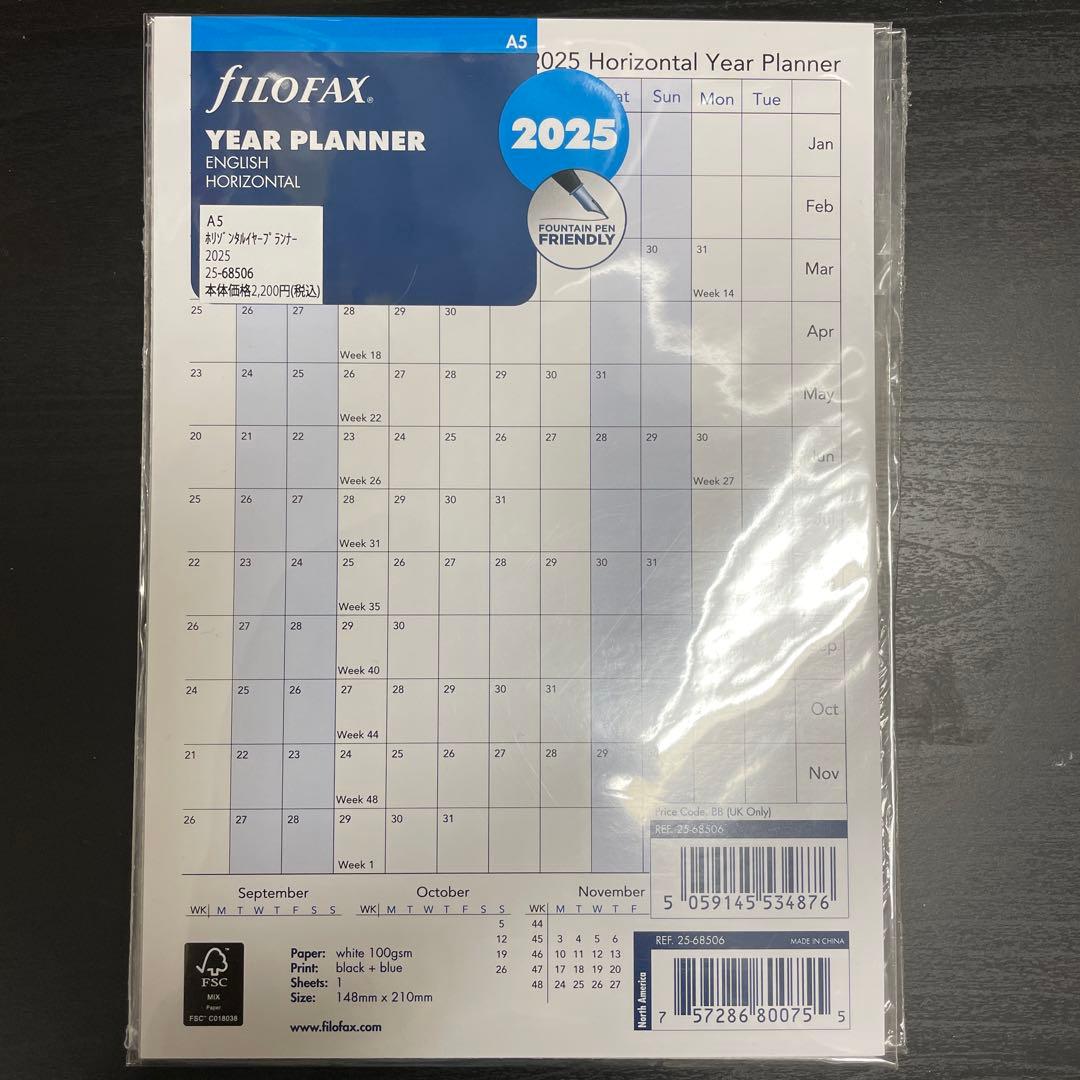 A5
2025 Horizontal Year Planner
fILOFAX®
YEAR PLANNER
ENGLISH
HORIZONTAL
2025
FOUNTAIN PEN
FRIENDLY
A5
ﾎﾘｿﾞﾝﾀﾙｲﾔｰﾌﾟﾗﾝﾅｰ
2025
25-68506
本体価格2,200円(税込)
at Sun Mon Tue
Jan
Feb
30 31 Mar
Week 14
25 26 27 28 29 30 Apr
Week 18
23 24 25 26 27 28 29 30 31 May
Week 22
20 21 22 23 24 25 26 27 28 29 30 Jun
Week 26 Week 27
25 26 27 28 29 30 31 Jul
Week 31
22 23 24 25 26 27 28 29 30 31
Week 35
26 27 28 29 30 Sep
Week 40
24 25 26 27 28 29 30 31 Oct
Week 44
21 22 23 24 25 26 27 28 29 Nov
Week 48
26 27 28 29 30 31
Week 1
Price Code. BB (UK Only)
REF. 25-68506
5 059145 534876
September
WK M T W T F S S
October
WK M T W T F S S
5
12
19
26
November
WK M T W T F
44
45 3 4 5 6
46 10 11 12 13
47 17 18 19 20
48 24 25 26 27
FSC
MIX
Paper
FSC™ C018038
Paper: white 100gsm
Print: black + blue
Sheets: 1
Size: 148mm x 210mm
www.filofax.com
REF. 25-68506 MADE IN CHINA
North America
7 57286 80075 5